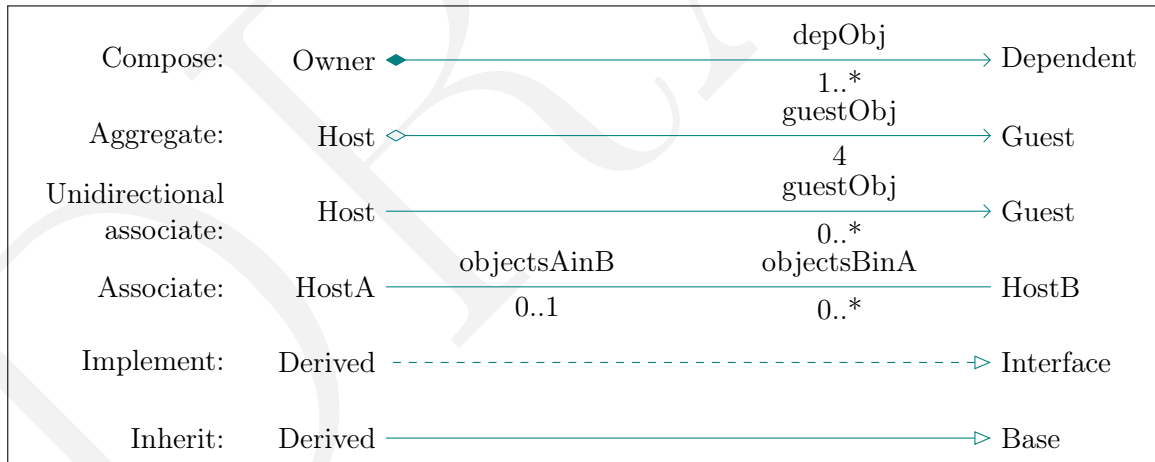 depObj
Compose: Owner Dependent
1..*
guestObj
Aggregate: Host Guest
4
Unidirectional
associate: Host Guest
guestObj
0..*
objectsAinB objectsBinA
Associate: HostA HostB
0..1 0..*
Implement: Derived Interface
Inherit: Derived Base